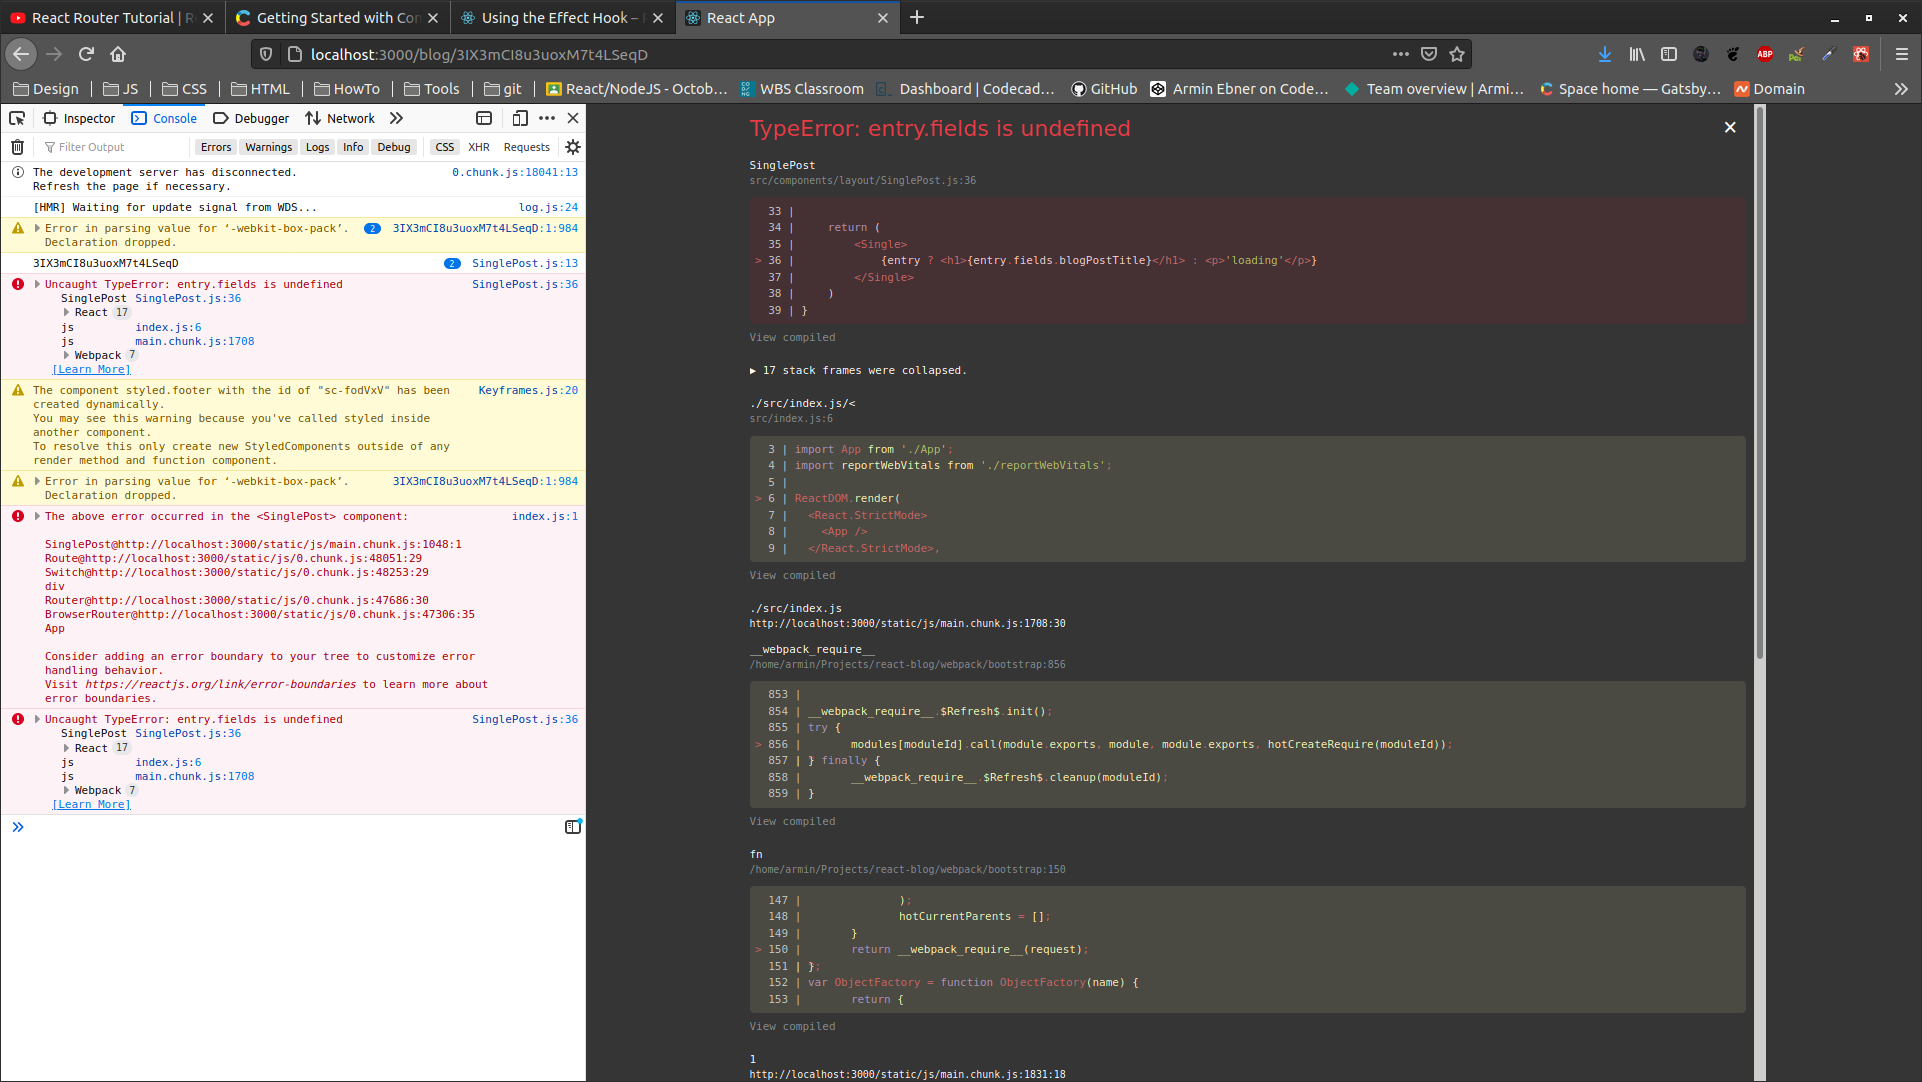 React Router Tutorial | R
Getting Started with Con
Using the Effect Hook –
React App
localhost:3000/blog/3IX3mCI8u3uoxM7t4LSeqD
Design
JS
CSS
HTML
HowTo
Tools
git
React/NodeJS - Octob…
WBS Classroom
Dashboard | Codecad…
GitHub
Armin Ebner on Code…
Team overview | Armi…
Space home — Gatsby…
Domain
Inspector
Console
Debugger
Network
Filter Output
Errors
Warnings
Logs
Info
Debug
CSS
XHR
Requests
The development server has disconnected. 0.chunk.js:18041:13
Refresh the page if necessary.
[HMR] Waiting for update signal from WDS... log.js:24
Error in parsing value for ‘-webkit-box-pack’. 2 3IX3mCI8u3uoxM7t4LSeqD:1:984
Declaration dropped.
3IX3mCI8u3uoxM7t4LSeqD 2 SinglePost.js:13
Uncaught TypeError: entry.fields is undefined SinglePost.js:36
SinglePost SinglePost.js:36
React 17
js index.js:6
js main.chunk.js:1708
Webpack 7
[Learn More]
The component styled.footer with the id of "sc-fodVxV" has been Keyframes.js:20
created dynamically.
You may see this warning because you've called styled inside
another component.
To resolve this only create new StyledComponents outside of any
render method and function component.
Error in parsing value for ‘-webkit-box-pack’. 3IX3mCI8u3uoxM7t4LSeqD:1:984
Declaration dropped.
The above error occurred in the <SinglePost> component: index.js:1
SinglePost@http://localhost:3000/static/js/main.chunk.js:1048:1
Route@http://localhost:3000/static/js/0.chunk.js:48051:29
Switch@http://localhost:3000/static/js/0.chunk.js:48253:29
div
Router@http://localhost:3000/static/js/0.chunk.js:47686:30
BrowserRouter@http://localhost:3000/static/js/0.chunk.js:47306:35
App
Consider adding an error boundary to your tree to customize error
handling behavior.
Visit https://reactjs.org/link/error-boundaries to learn more about
error boundaries.
Uncaught TypeError: entry.fields is undefined SinglePost.js:36
SinglePost SinglePost.js:36
React 17
js index.js:6
js main.chunk.js:1708
Webpack 7
[Learn More]
TypeError: entry.fields is undefined
SinglePost
src/components/layout/SinglePost.js:36
33 |
34 | return (
35 | <Single>
> 36 | {entry ? <h1>{entry.fields.blogPostTitle}</h1> : <p>'loading'</p>}
37 | </Single>
38 | )
39 | }
View compiled
▶ 17 stack frames were collapsed.
./src/index.js/<
src/index.js:6
3 | import App from './App';
4 | import reportWebVitals from './reportWebVitals';
5 |
> 6 | ReactDOM.render(
7 | <React.StrictMode>
8 | <App />
9 | </React.StrictMode>,
View compiled
./src/index.js
http://localhost:3000/static/js/main.chunk.js:1708:30
__webpack_require__
/home/armin/Projects/react-blog/webpack/bootstrap:856
853 |
854 | __webpack_require__.$Refresh$.init();
855 | try {
> 856 | modules[moduleId].call(module.exports, module, module.exports, hotCreateRequire(moduleId));
857 | } finally {
858 | __webpack_require__.$Refresh$.cleanup(moduleId);
859 | }
View compiled
fn
/home/armin/Projects/react-blog/webpack/bootstrap:150
147 | );
148 | hotCurrentParents = [];
149 | }
> 150 | return __webpack_require__(request);
151 | };
152 | var ObjectFactory = function ObjectFactory(name) {
153 | return {
View compiled
1
http://localhost:3000/static/js/main.chunk.js:1831:18